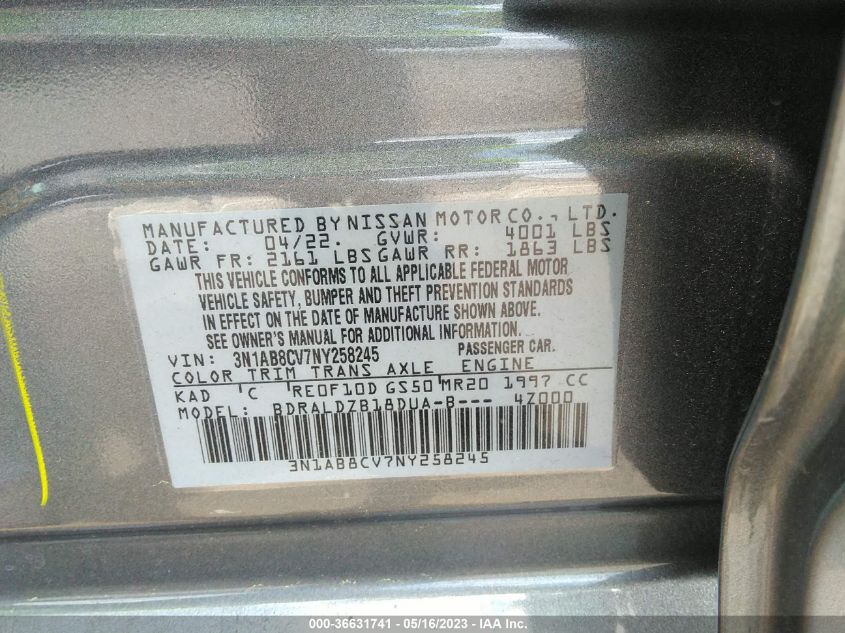 MANUFACTURED BY NISSAN MOTOR CO., LTD.
DATE: 04/22. GVWR: 4001 LBS
GAWR FR: 2161 LBS GAWR RR: 1863 LBS
THIS VEHICLE CONFORMS TO ALL APPLICABLE FEDERAL MOTOR
VEHICLE SAFETY, BUMPER AND THEFT PREVENTION STANDARDS
IN EFFECT ON THE DATE OF MANUFACTURE SHOWN ABOVE.
SEE OWNER'S MANUAL FOR ADDITIONAL INFORMATION.
VIN: 3N1AB8CV7NY258245 PASSENGER CAR.
COLOR TRIM TRANS AXLE ENGINE
KAD 'C RE0F10D GS50 MR20 1997 CC
MODEL: BDRALDZB18DUA-B--- 4Z000
3N1AB8CV7NY258245
000-36631741 - 05/16/2023 - IAA Inc.